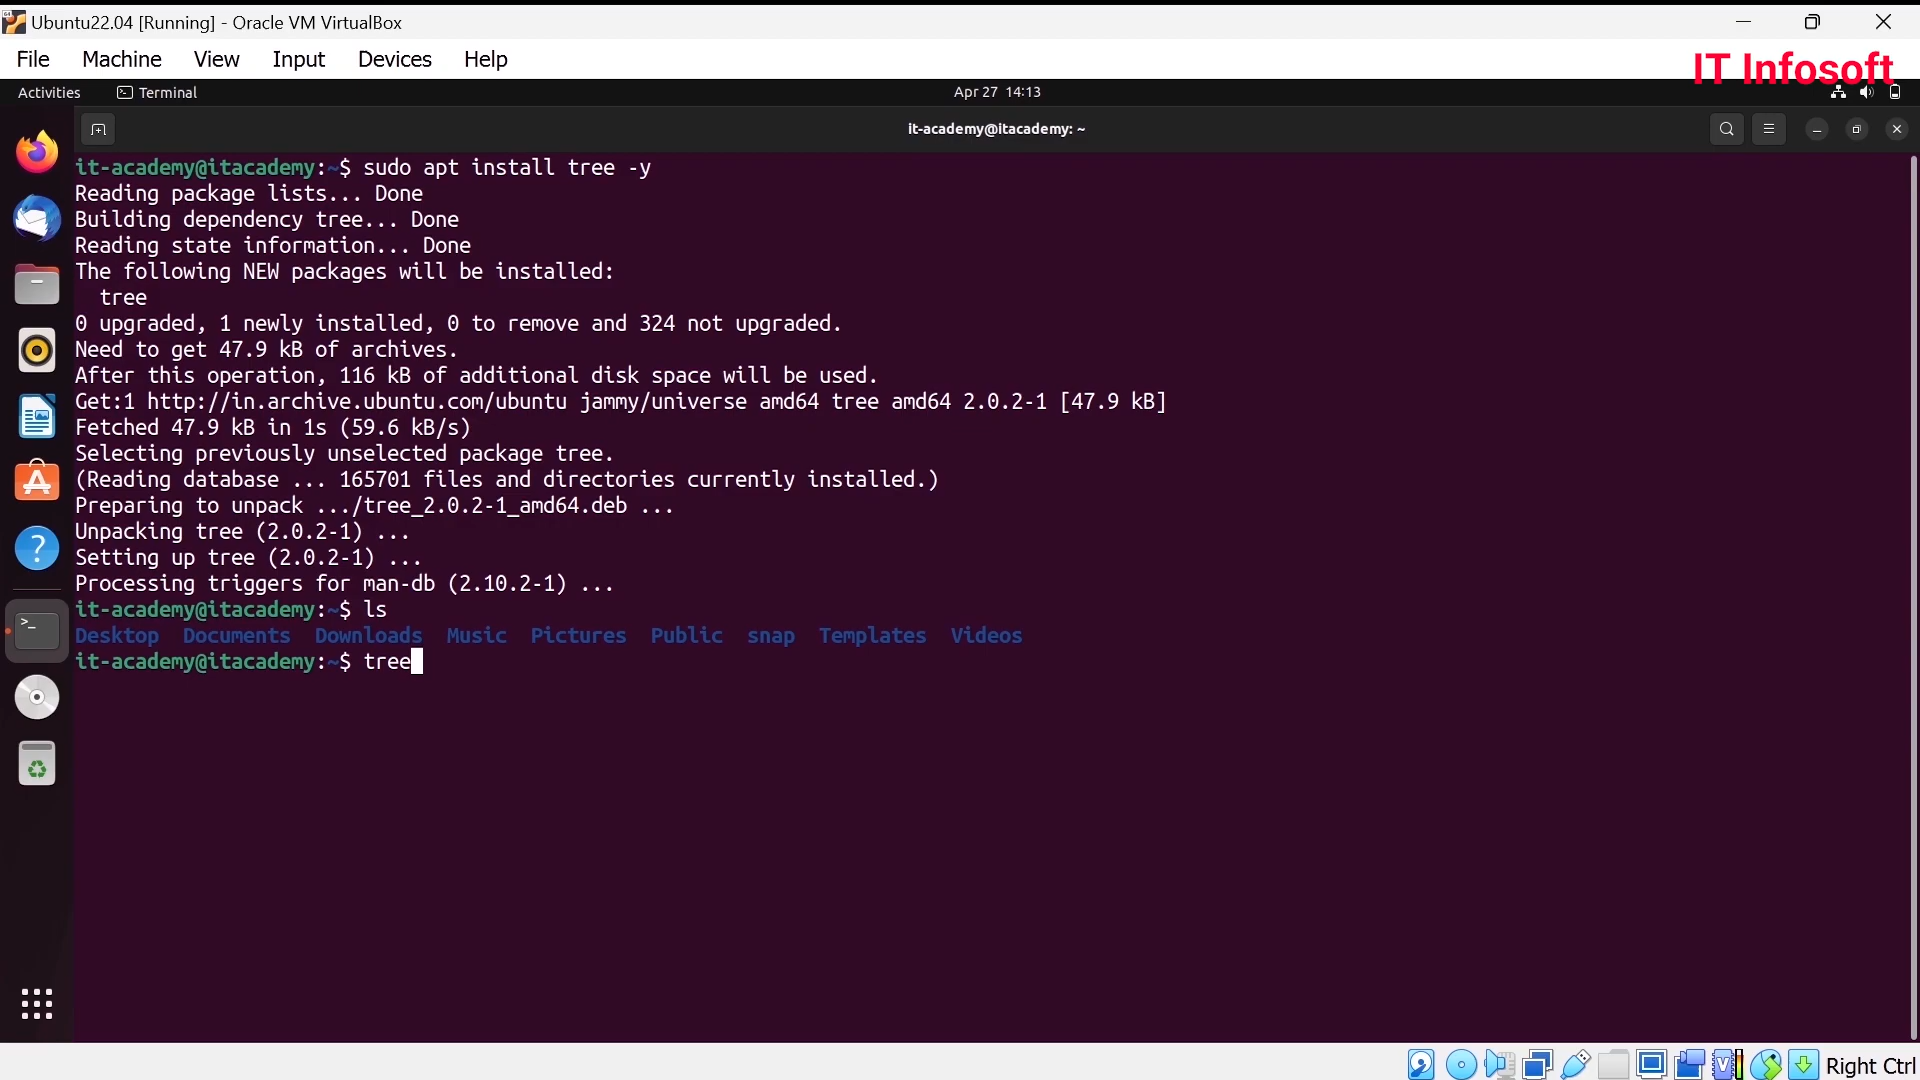 Ubuntu22.04 [Running] - Oracle VM VirtualBox
File Machine View Input Devices Help
IT Infosoft
Activities Terminal Apr 27 14:13
it-academy@itacademy: ~
it-academy@itacademy:~$ sudo apt install tree -y
Reading package lists... Done
Building dependency tree... Done
Reading state information... Done
The following NEW packages will be installed:
  tree
0 upgraded, 1 newly installed, 0 to remove and 324 not upgraded.
Need to get 47.9 kB of archives.
After this operation, 116 kB of additional disk space will be used.
Get:1 http://in.archive.ubuntu.com/ubuntu jammy/universe amd64 tree amd64 2.0.2-1 [47.9 kB]
Fetched 47.9 kB in 1s (59.6 kB/s)
Selecting previously unselected package tree.
(Reading database ... 165701 files and directories currently installed.)
Preparing to unpack .../tree_2.0.2-1_amd64.deb ...
Unpacking tree (2.0.2-1) ...
Setting up tree (2.0.2-1) ...
Processing triggers for man-db (2.10.2-1) ...
it-academy@itacademy:~$ ls
Desktop Documents Downloads Music Pictures Public snap Templates Videos
it-academy@itacademy:~$ tree
Right Ctrl